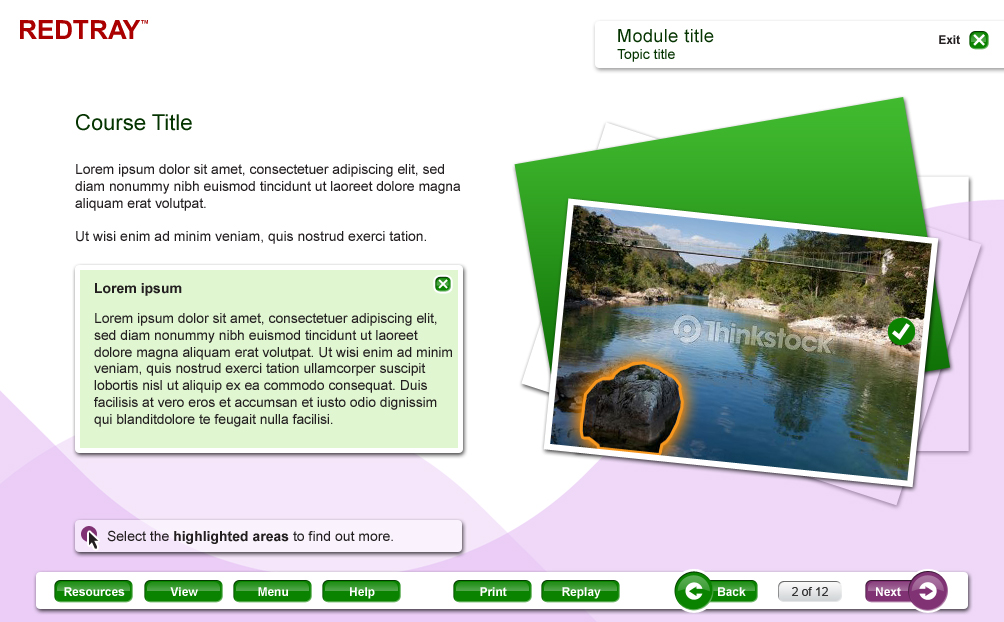 REDTRAY™
Module title
Topic title
Exit
Course Title
Lorem ipsum dolor sit amet, consectetuer adipiscing elit, sed
diam nonummy nibh euismod tincidunt ut laoreet dolore magna
aliquam erat volutpat.
Ut wisi enim ad minim veniam, quis nostrud exerci tation.
Lorem ipsum
Lorem ipsum dolor sit amet, consectetuer adipiscing elit,
sed diam nonummy nibh euismod tincidunt ut laoreet
dolore magna aliquam erat volutpat. Ut wisi enim ad minim
veniam, quis nostrud exerci tation ullamcorper suscipit
lobortis nisl ut aliquip ex ea commodo consequat. Duis
facilisis at vero eros et accumsan et iusto odio dignissim
qui blanditdolore te feugait nulla facilisi.
Thinkstock
Select the highlighted areas to find out more.
Resources
View
Menu
Help
Print
Replay
Back
2 of 12
Next